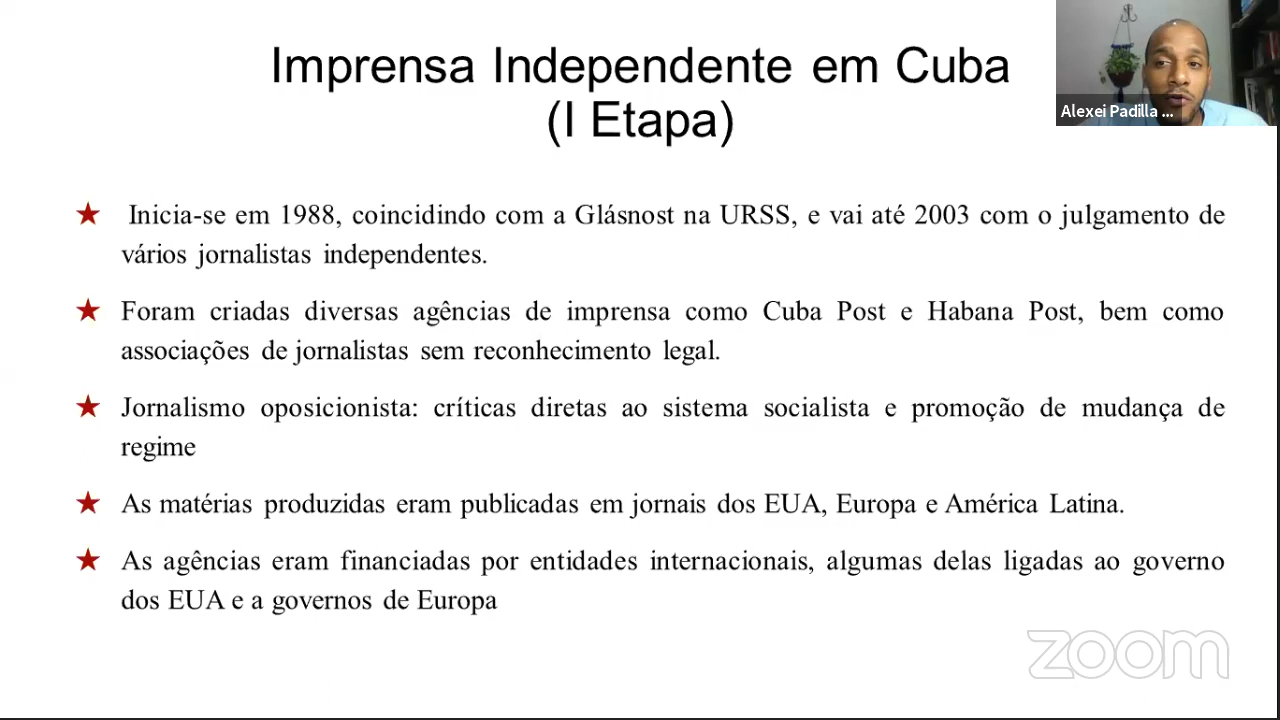 Imprensa Independente em Cuba
(I Etapa)
Alexei Padilla ...
Inicia-se em 1988, coincidindo com a Glásnost na URSS, e vai até 2003 com o julgamento de
vários jornalistas independentes.
Foram criadas diversas agências de imprensa como Cuba Post e Habana Post, bem como
associações de jornalistas sem reconhecimento legal.
Jornalismo oposicionista: críticas diretas ao sistema socialista e promoção de mudança de
regime
As matérias produzidas eram publicadas em jornais dos EUA, Europa e América Latina.
As agências eram financiadas por entidades internacionais, algumas delas ligadas ao governo
dos EUA e a governos de Europa
zoom